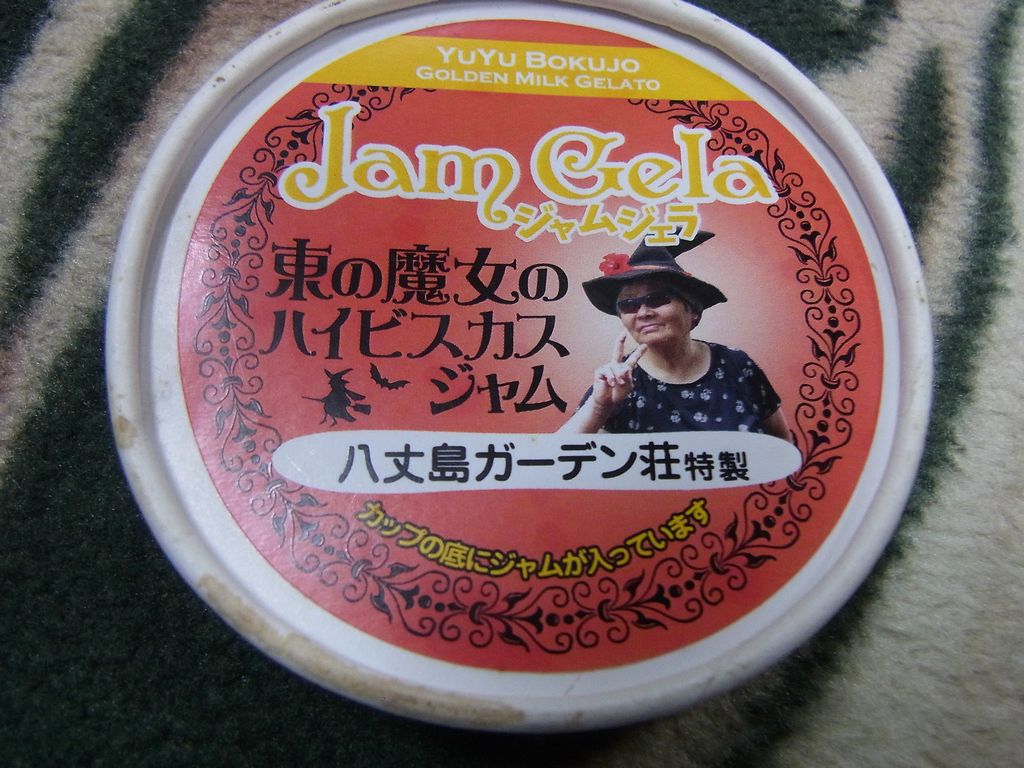 YUYU BOKUJO
GOLDEN MILK GELATO
Jam Gela
ジャムジェラ
東の魔女の
ハイビスカス
ジャム
八丈島ガーデン荘特製
カップの底にジャムが入っています